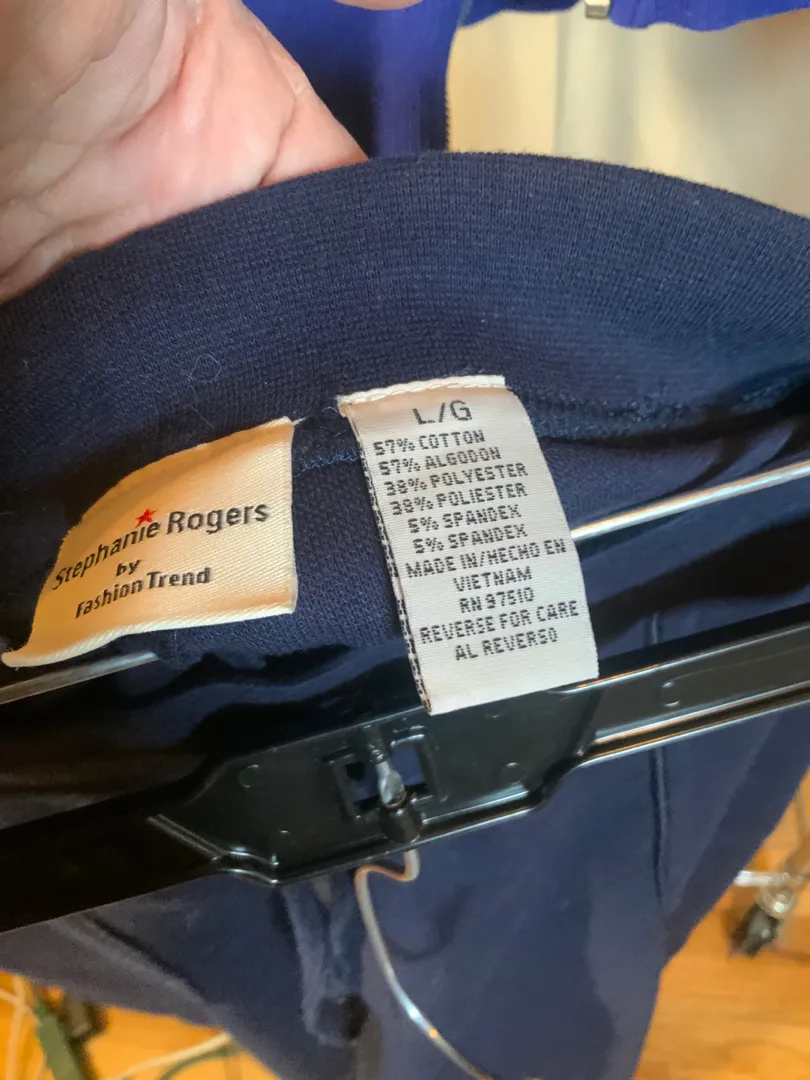 Stephanie Rogers
by
Fashion Trend
L/G
57% COTTON
57% ALGODON
38% POLYESTER
38% POLIESTER
5% SPANDEX
5% SPANDEX
MADE IN/HECHO EN
VIETNAM
RN 97510
REVERSE FOR CARE
AL REVERSO